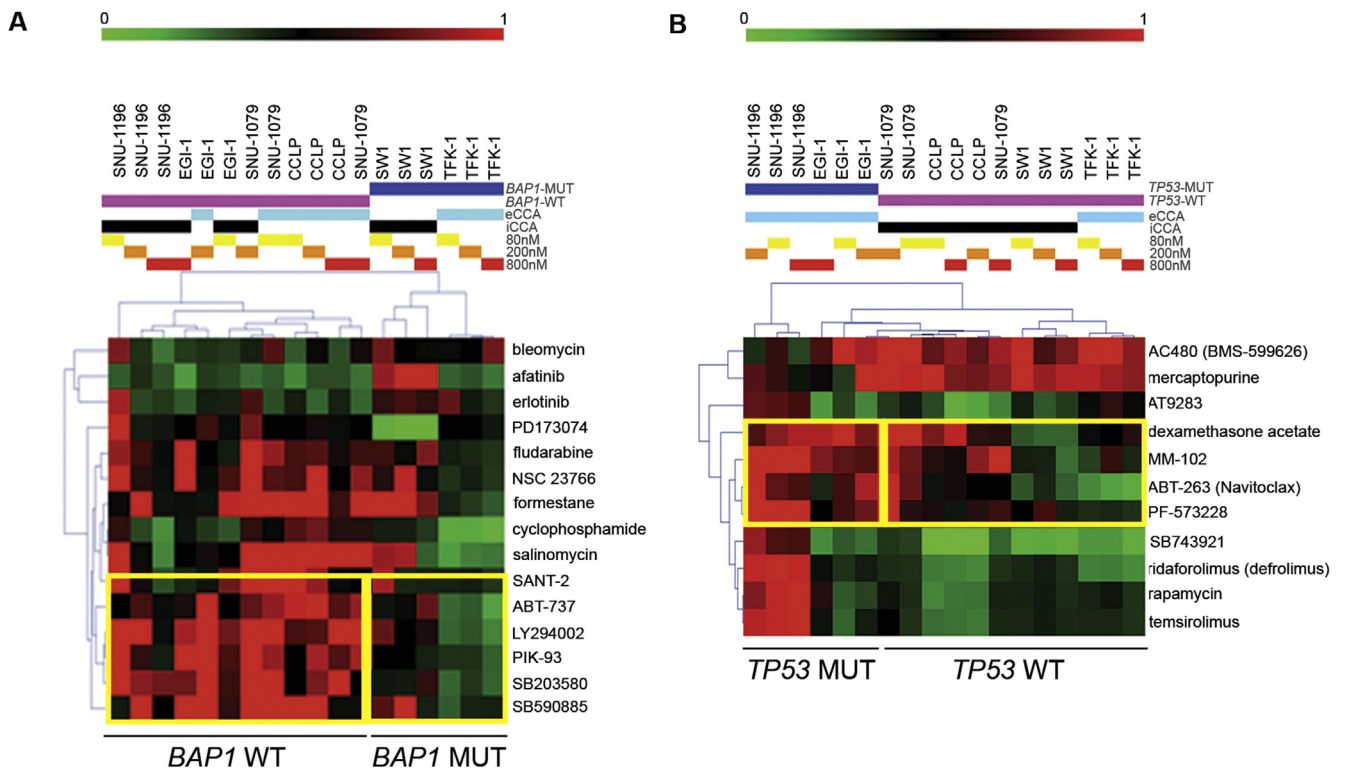 A
0 1
SNU-1196
SNU-1196
SNU-1196
EGI-1
EGI-1
EGI-1
SNU-1079
SNU-1079
CCLP
CCLP
CCLP
SNU-1079
SW1
SW1
SW1
TFK-1
TFK-1
TFK-1
BAP1-MUT
BAP1-WT
eCCA
iCCA
80nM
200nM
800nM
bleomycin
afatinib
erlotinib
PD173074
fludarabine
NSC 23766
formestane
cyclophosphamide
salinomycin
SANT-2
ABT-737
LY294002
PIK-93
SB203580
SB590885
BAP1 WT
BAP1 MUT
B
0 1
SNU-1196
SNU-1196
SNU-1196
EGI-1
EGI-1
EGI-1
SNU-1079
SNU-1079
CCLP
CCLP
CCLP
SNU-1079
SW1
SW1
SW1
TFK-1
TFK-1
TFK-1
TP53-MUT
TP53-WT
eCCA
iCCA
80nM
200nM
800nM
AC480 (BMS-599626)
mercaptopurine
AT9283
dexamethasone acetate
MM-102
ABT-263 (Navitoclax)
PF-573228
SB743921
ridaforolimus (defrolimus)
rapamycin
temsirolimus
TP53 MUT
TP53 WT